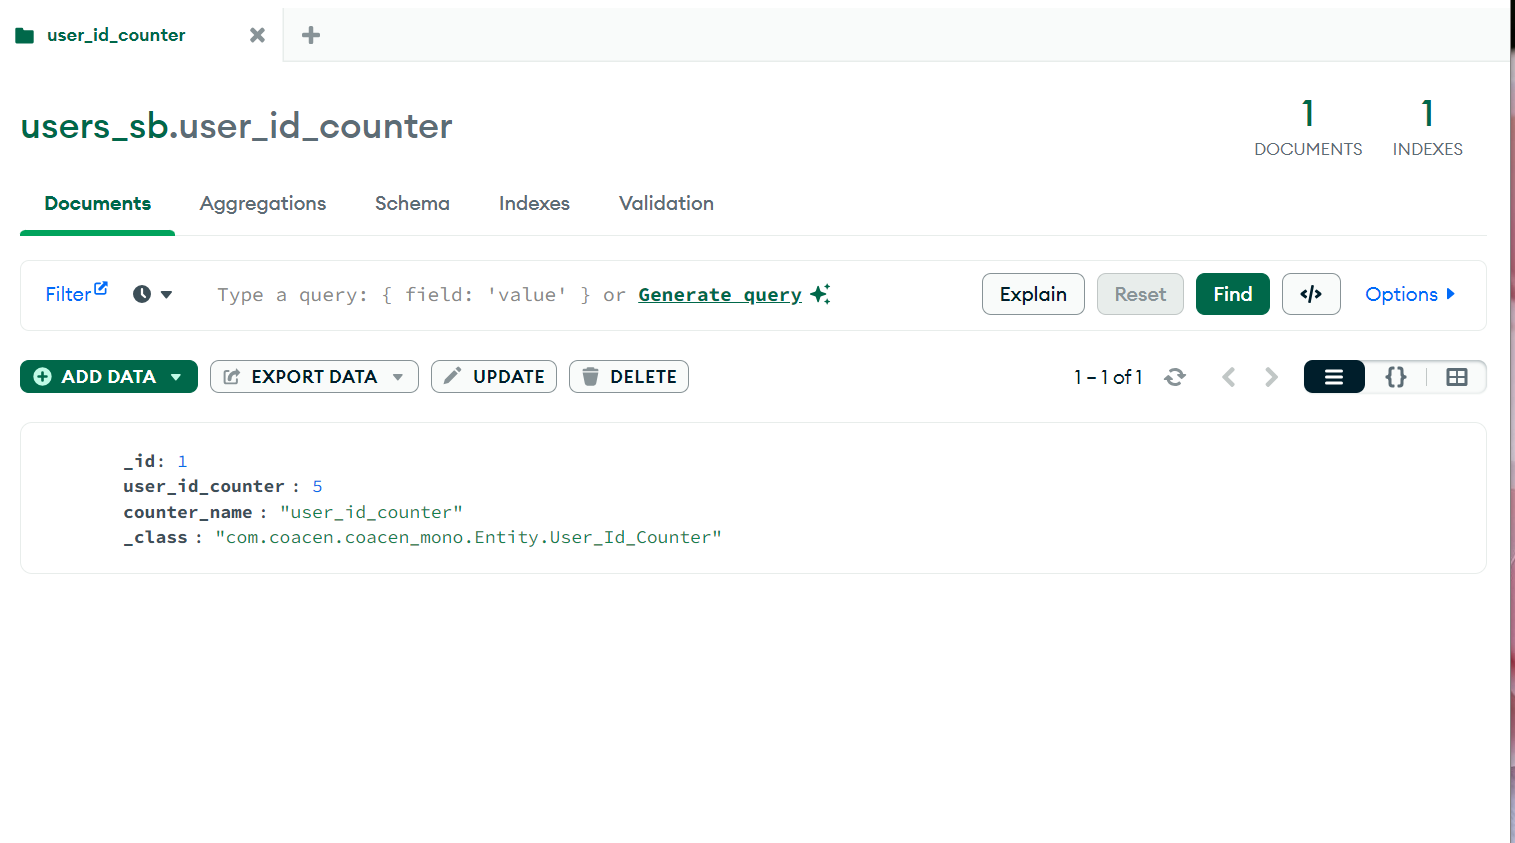 user_id_counter
users_sb.user_id_counter
1 DOCUMENTS
1 INDEXES
Documents Aggregations Schema Indexes Validation
Filter Type a query: { field: 'value' } or Generate query Explain Reset Find </> Options
ADD DATA EXPORT DATA UPDATE DELETE 1 – 1 of 1 {}
_id: 1
user_id_counter : 5
counter_name : "user_id_counter"
_class : "com.coacen.coacen_mono.Entity.User_Id_Counter"